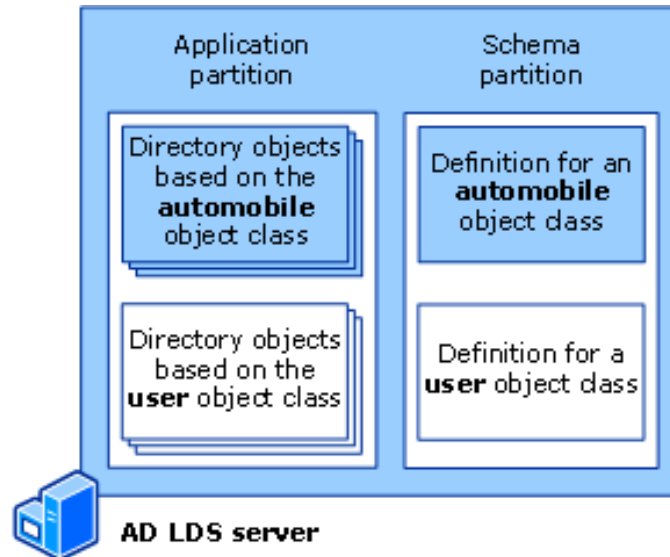 Application
partition
Schema
partition
Directory objects
based on the
automobile
object class
Definition for an
automobile
object class
Directory objects
based on the
user object class
Definition for a
user object class
AD LDS server